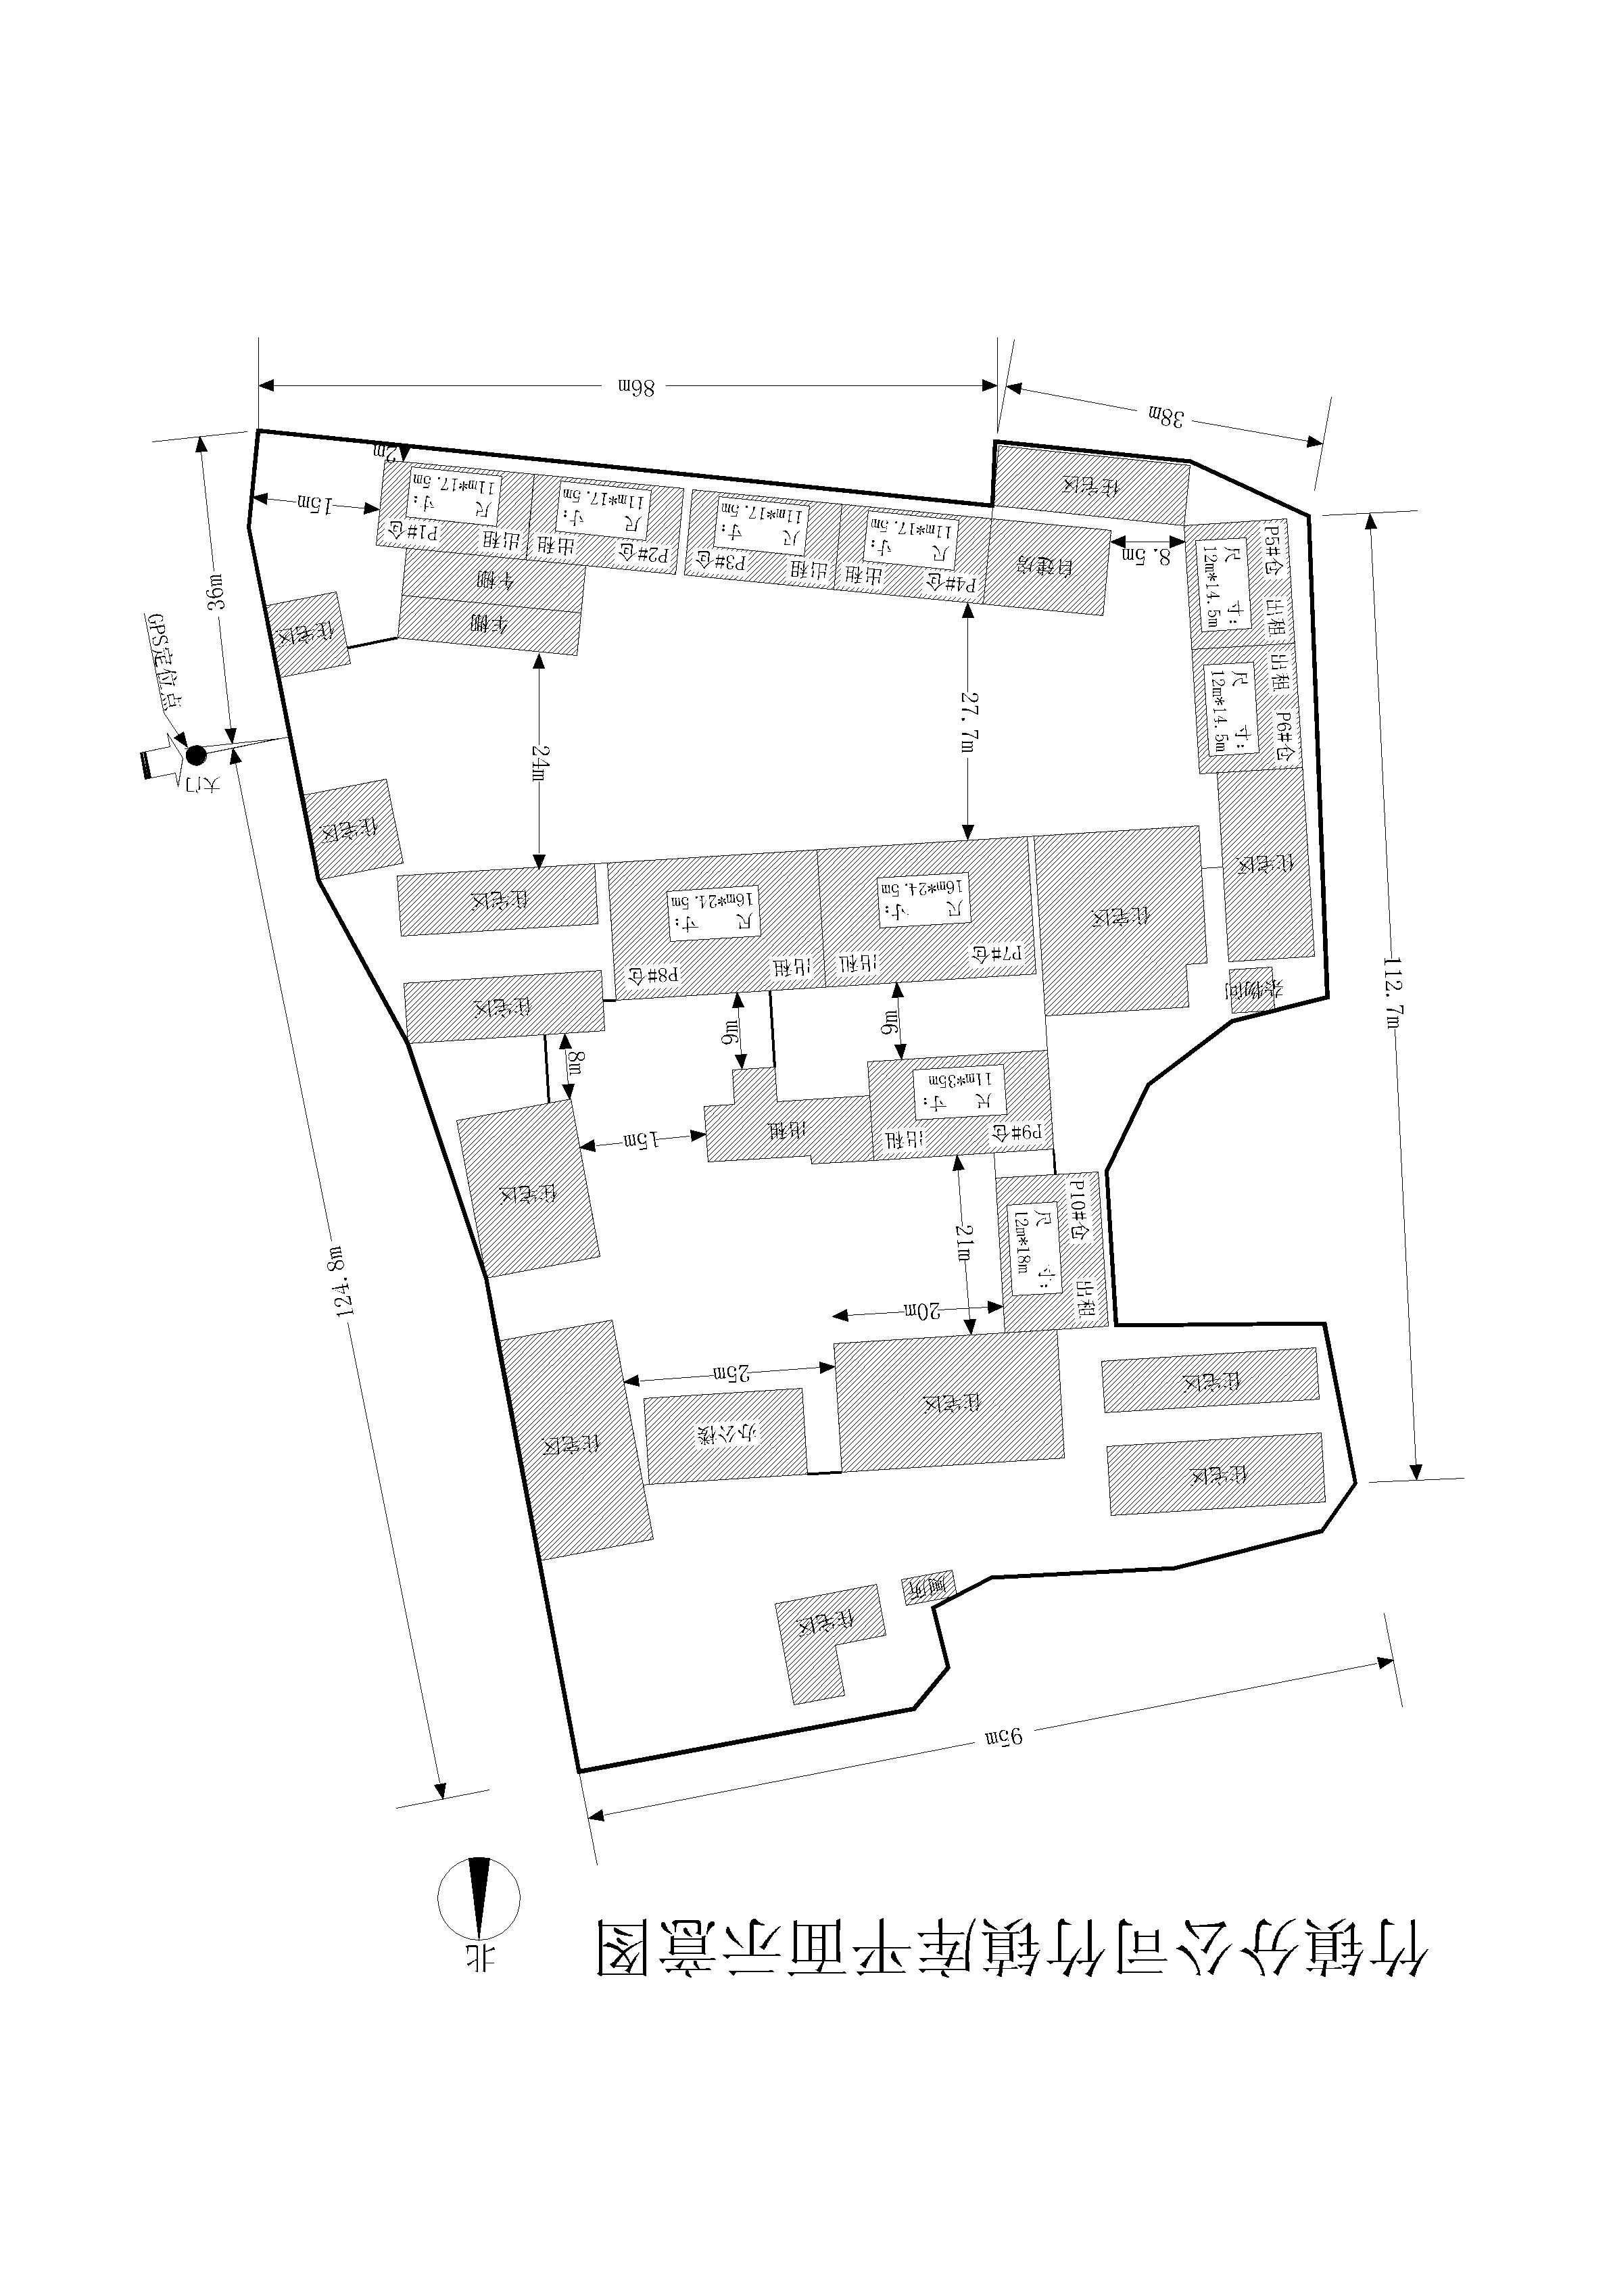 竹镇分公司竹镇库平面示意图
北
95m
厕所
住宅区
住宅区
住宅区
住宅区
办公楼
住宅区
住宅区
25m
20m
21m
P10#仓
出租
尺 寸:
12m*18m
124.8m
112.7m
住宅区
15m
P9#仓
出租
尺 寸:
11m*35m
出租
8m
9m
9m
杂物间
住宅区
住宅区
P7#仓
出租
尺 寸:
16m*24.5m
出租
P8#仓
尺 寸:
16m*24.5m
住宅区
住宅区
住宅区
住宅区
大门
GPS定位点
24m
27.7m
P6#仓
出租
尺 寸:
12m*14.5m
P5#仓
出租
尺 寸:
12m*14.5m
8.5m
自建房
住宅区
车棚
车棚
住宅区
36m
P4#仓
出租
尺 寸:
11m*17.5m
出租
P3#仓
尺 寸:
11m*17.5m
P2#仓
出租
尺 寸:
11m*17.5m
出租
P1#仓
尺 寸:
11m*17.5m
15m
2m
38m
86m